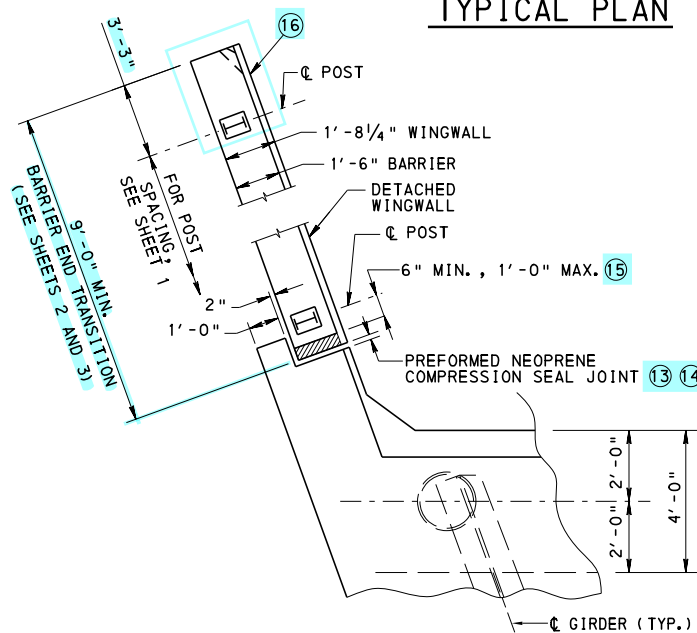 TYPICAL PLAN
16
3'-3"
℄ POST
1'-8 1/4" WINGWALL
1'-6" BARRIER
DETACHED
WINGWALL
℄ POST
FOR POST
SPACING,
SEE SHEET 1
9'-0" MIN.
BARRIER END TRANSITION
(SEE SHEETS 2 AND 3)
6" MIN., 1'-0" MAX. 15
2"
1'-0"
PREFORMED NEOPRENE
COMPRESSION SEAL JOINT 13 14
2'-0"
2'-0"
4'-0"
℄ GIRDER (TYP.)